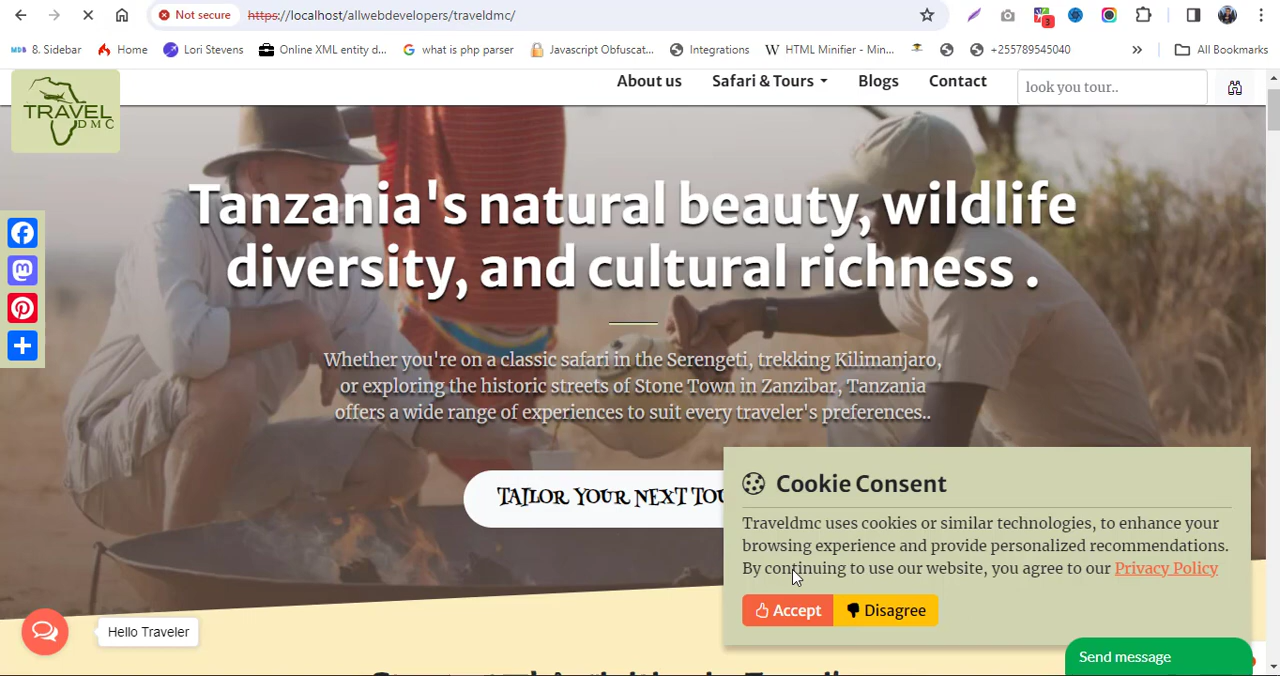 Not secure
https://localhost/allwebdevelopers/traveldmc/
3
8. Sidebar
Home
Lori Stevens
Online XML entity d...
what is php parser
Javascript Obfuscat...
Integrations
HTML Minifier - Min...
+255789545040
»
All Bookmarks
TRAVEL
DMC
About us
Safari & Tours
Blogs
Contact
look you tour..
Tanzania's natural beauty, wildlife
diversity, and cultural richness .
Whether you're on a classic safari in the Serengeti, trekking Kilimanjaro,
or exploring the historic streets of Stone Town in Zanzibar, Tanzania
offers a wide range of experiences to suit every traveler's preferences..
TAILOR YOUR NEXT
Cookie Consent
Traveldmc uses cookies or similar technologies, to enhance your
browsing experience and provide personalized recommendations.
By continuing to use our website, you agree to our Privacy Policy
Accept
Disagree
Hello Traveler
Send message